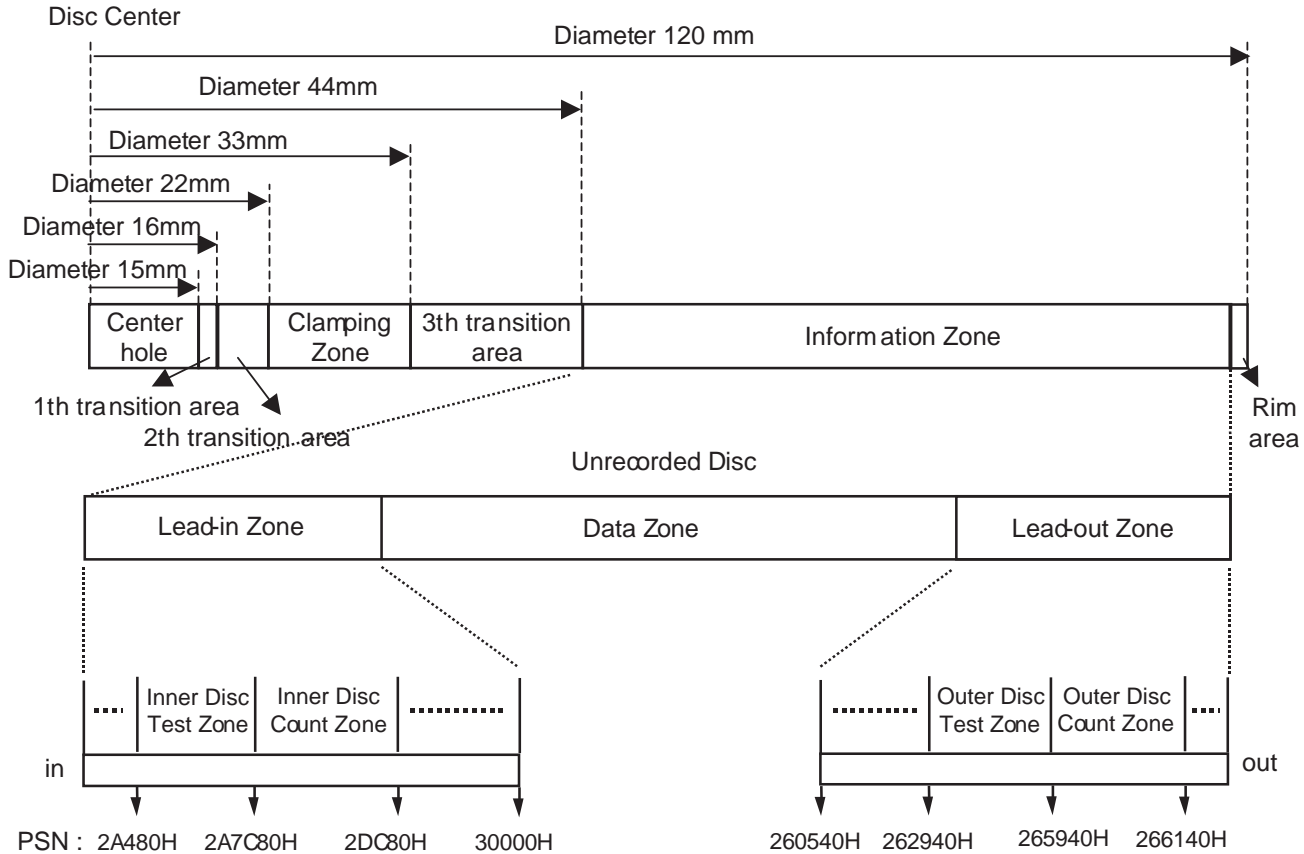 Disc Center
Diameter 120 mm
Diameter 44mm
Diameter 33mm
Diameter 22mm
Diameter 16mm
Diameter 15mm
Center
hole
Clamping
Zone
3th transition
area
Information Zone
1th transition area
2th transition area
Rim
area
Unrecorded Disc
Lead-in Zone
Data Zone
Lead-out Zone
Inner Disc
Test Zone
Inner Disc
Count Zone
Outer Disc
Test Zone
Outer Disc
Count Zone
in
out
PSN : 2A480H 2A7C80H 2DC80H 30000H 260540H 262940H 265940H 266140H